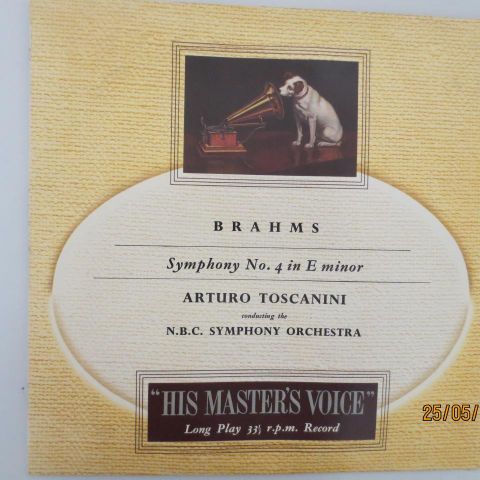 BRAHMS
Symphony No. 4 in E minor
ARTURO TOSCANINI
conducting the
N.B.C. SYMPHONY ORCHESTRA
"HIS MASTER'S VOICE"
Long Play 33⅓ r.p.m. Record
25/05/